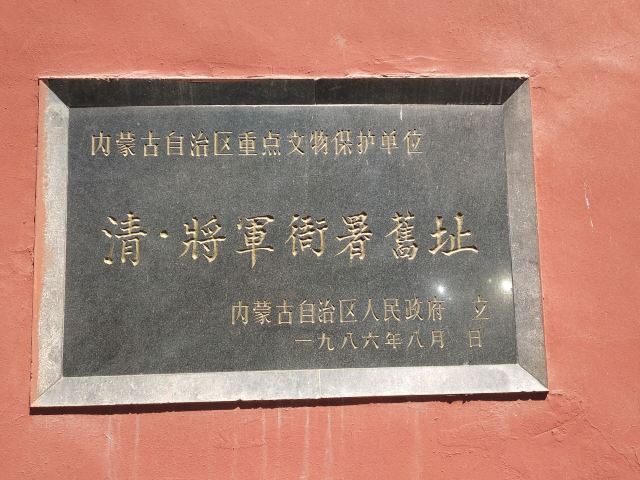 内蒙古自治区重点文物保护单位
清·將軍衙署舊址
内蒙古自治区人民政府 立
一九八六年八月 日